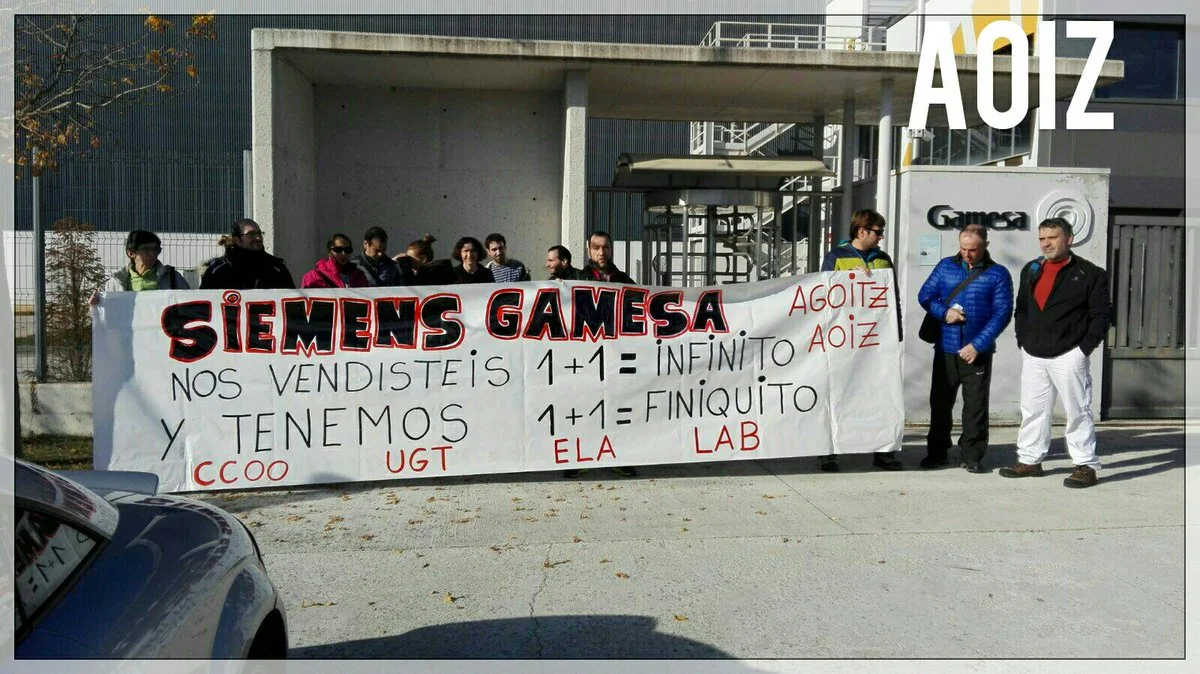 AOIZ
Gamesa
SIEMENS GAMESA
AGOITZ
AOIZ
NOS VENDISTEIS 1+1 = INFINITO
Y TENEMOS 1+1 = FINIQUITO
CCOO UGT ELA LAB